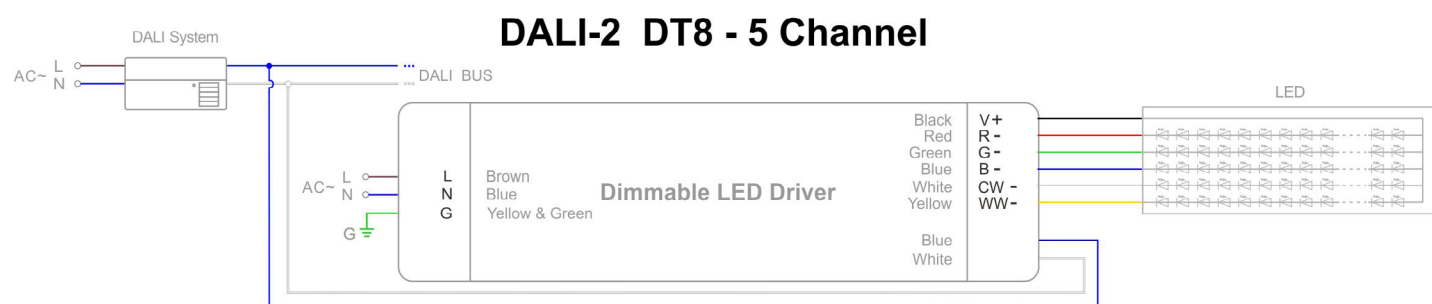 DALI-2 DT8 - 5 Channel
DALI System
AC~ L
N
DALI BUS
LED
Black V+
Red R-
Green G-
Blue B-
White CW-
Yellow WW-
AC~ L
N
G
L Brown
N Blue
G Yellow & Green
Dimmable LED Driver
Blue
White